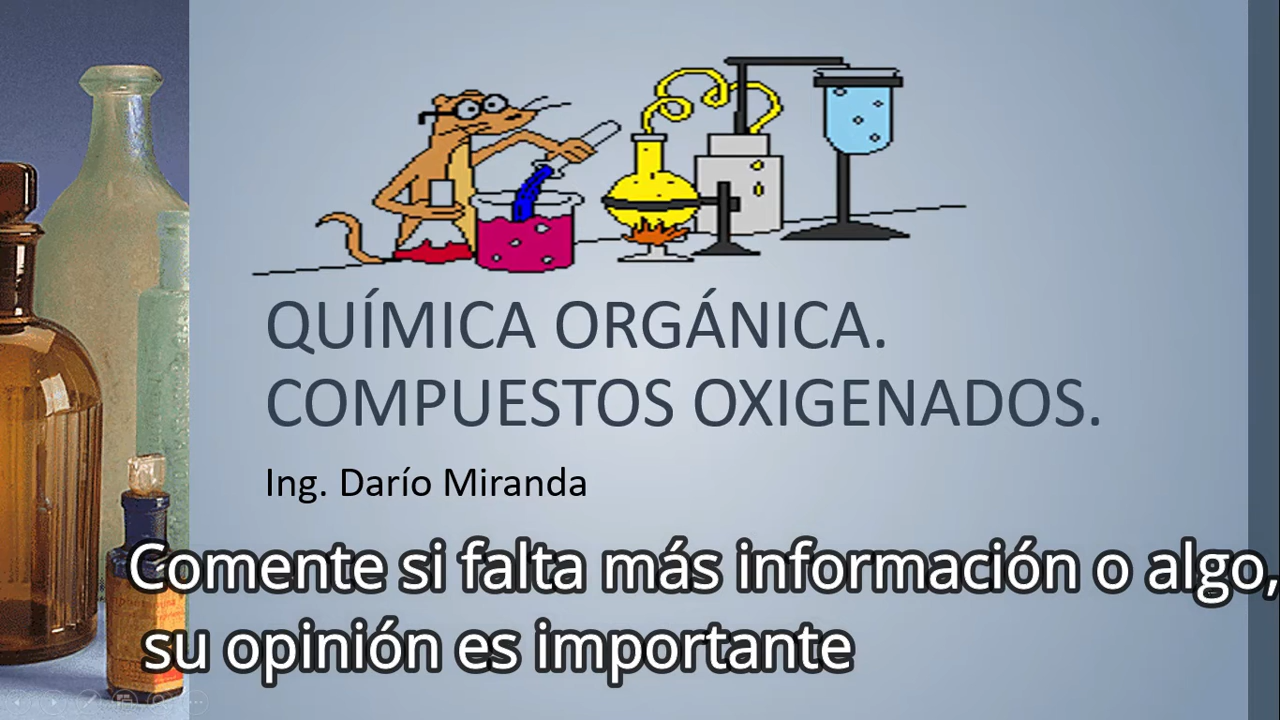 QUÍMICA ORGÁNICA.
COMPUESTOS OXIGENADOS.
Ing. Darío Miranda
Comente si falta más información o algo,
su opinión es importante